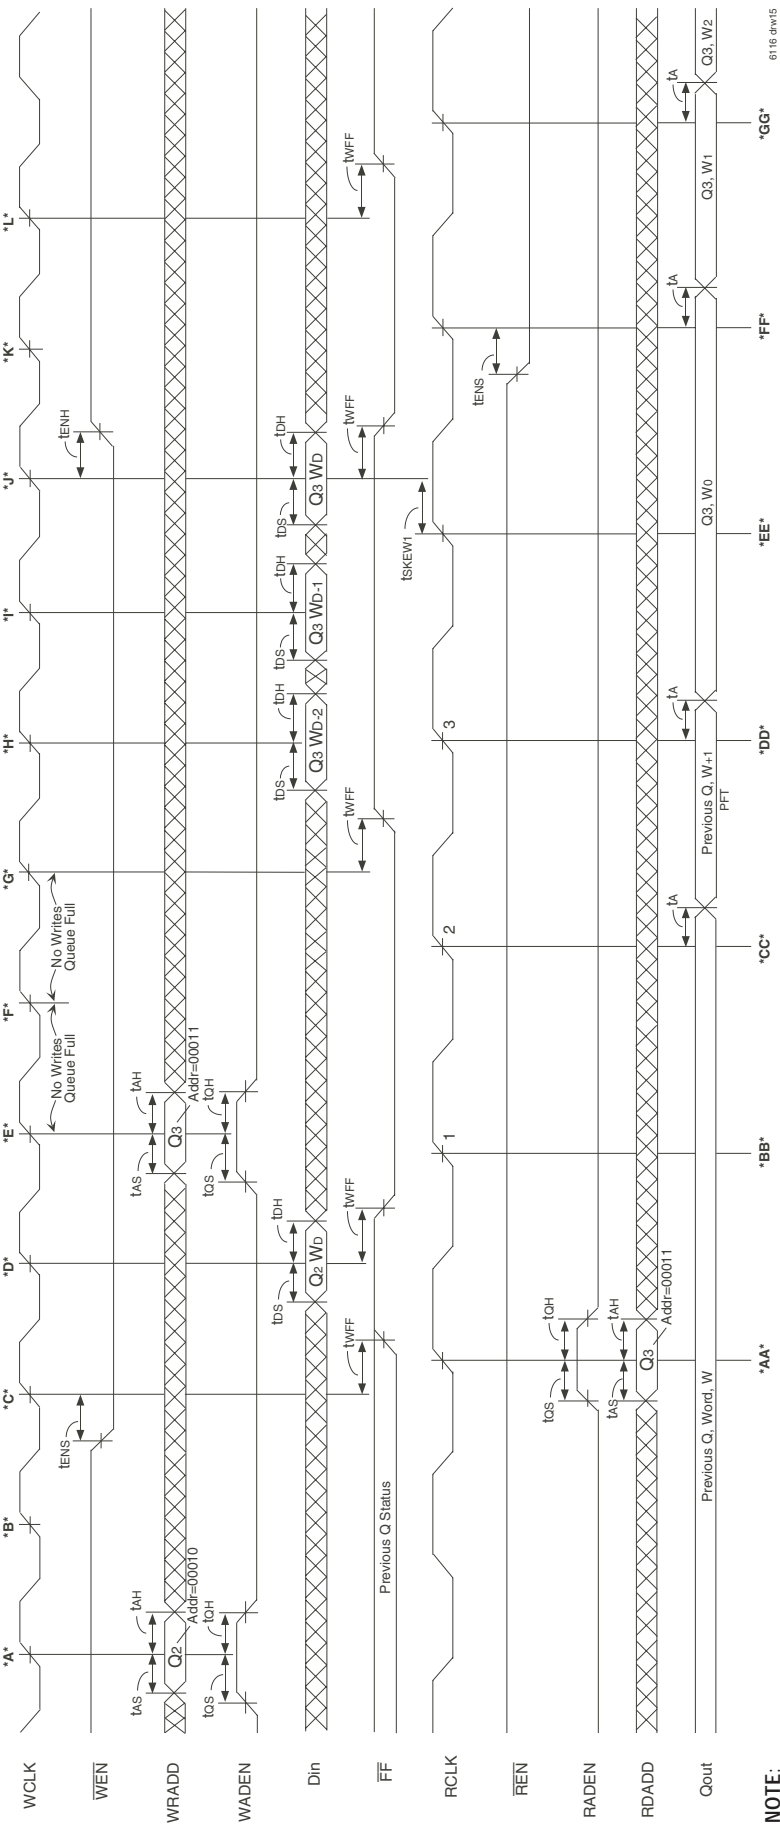 *A* *B* *C* *D* *E* *F* *G* *H* *I* *J* *K* *L*
WCLK
No Writes Queue Full
No Writes Queue Full
tENS tENH
WEN
tAS tAH tAS tAH
WRADD Q2 Q3
Addr=00010 Addr=00011
tQS tQH tQS tQH
WADEN
tDS tDH tDS tDH tDS tDH tDS tDH
Din Q2 WD Q3 WD-2 Q3 WD-1 Q3 WD
tWFF tWFF tWFF tWFF tWFF
FF Previous Q Status
tSKEW1
RCLK 1 2 3
tENS
REN
tQS tQH
RADEN
tAS tAH
RDADD Q3
Addr=00011
tA tA tA tA
Qout Previous Q, Word, W Previous Q, W+1 Q3, W0 Q3, W1 Q3, W2
PFT
*AA* *BB* *CC* *DD* *EE* *FF* *GG*
6116 drw15
NOTE: